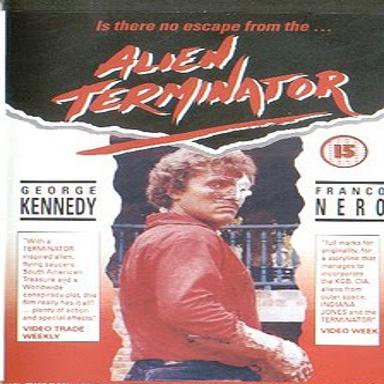 Is there no escape from the ...
ALIEN
TERMINATOR
15
GEORGE
KENNEDY
FRANCO
NERO
"With a
TERMINATOR
inspired alien,
flying saucers,
South American
Treasure and a
Worldwide
conspiracy plot, this
film really has it all!
... plenty of action
and special effects"
VIDEO TRADE
WEEKLY
"full marks for
originality, for
a storyline that
manages to
incorporate
the KGB, CIA,
aliens from
outer space,
INDIANA
JONES and the
TERMINATOR"
VIDEO WEEK